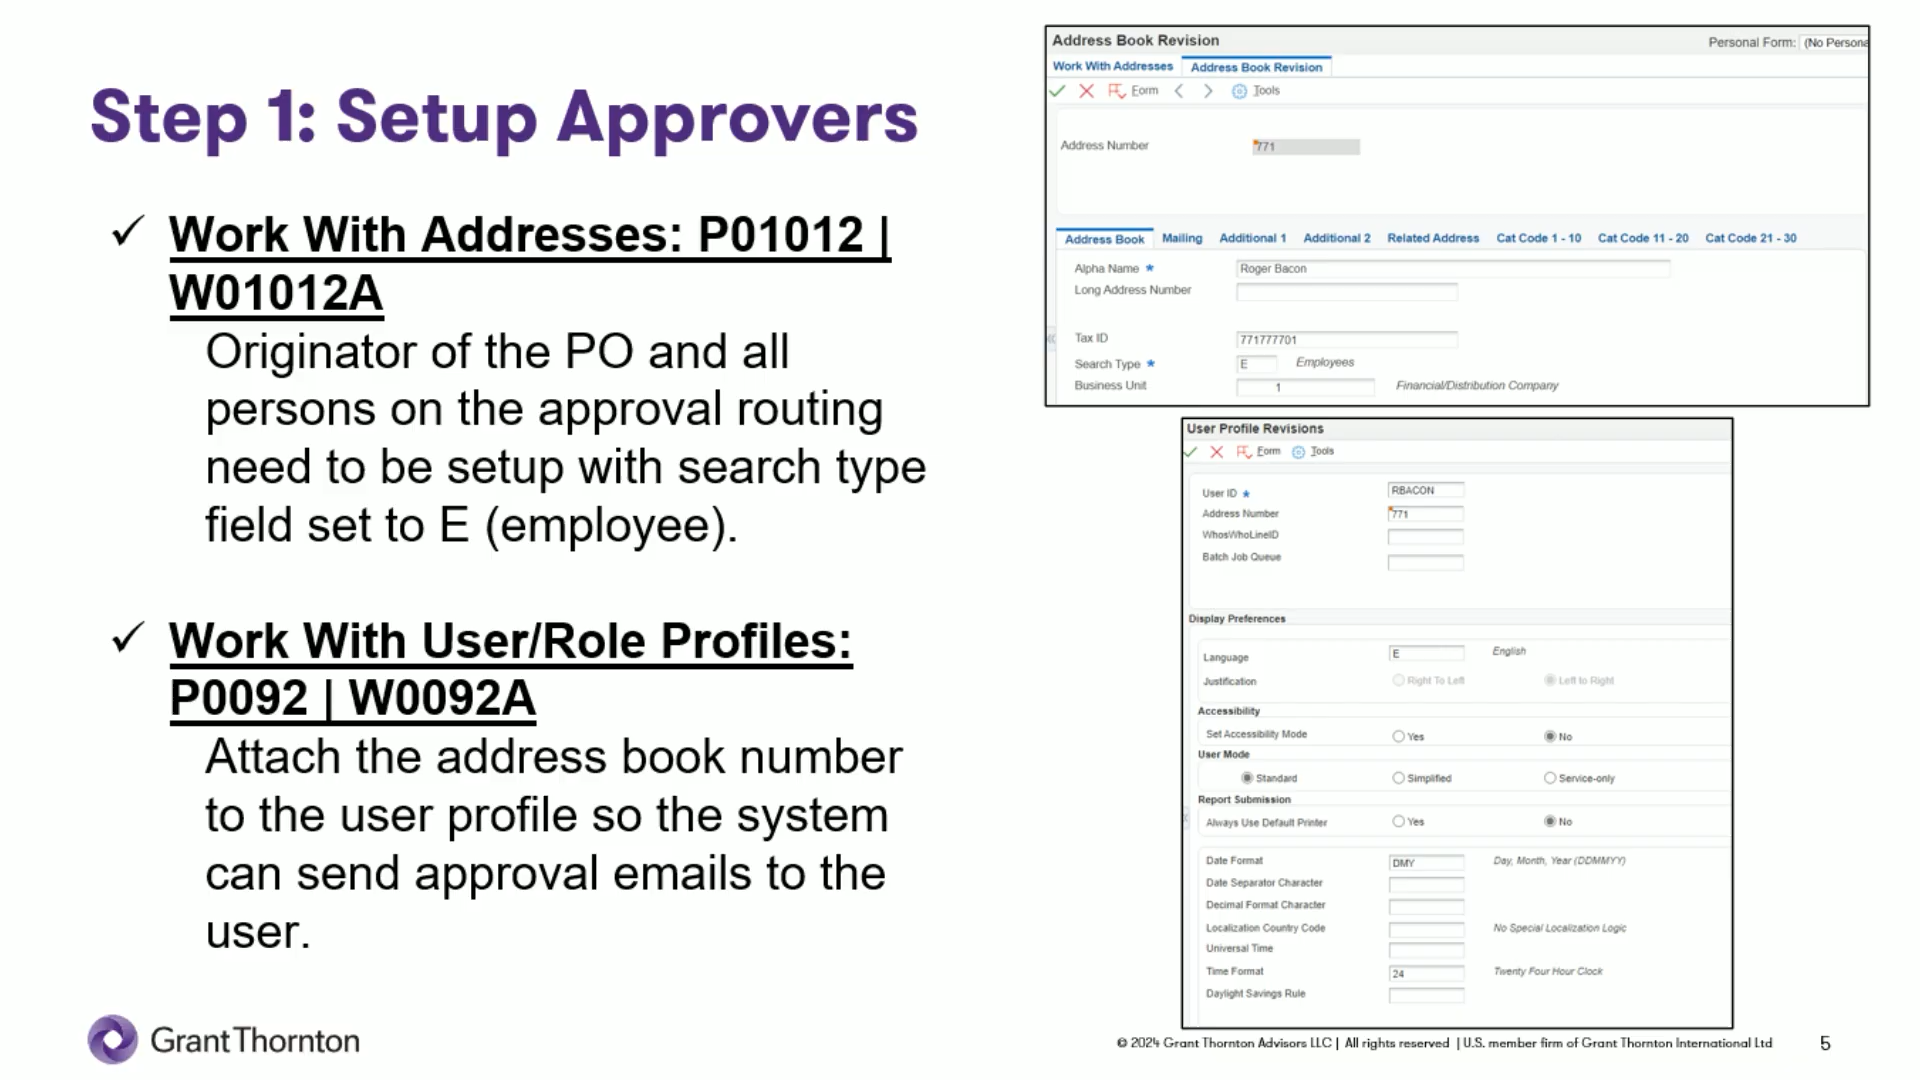 Step 1: Setup Approvers
✓ Work With Addresses: P01012 |
W01012A
Originator of the PO and all
persons on the approval routing
need to be setup with search type
field set to E (employee).
✓ Work With User/Role Profiles:
P0092 | W0092A
Attach the address book number
to the user profile so the system
can send approval emails to the
user.
Address Book Revision
Personal Form: (No Persona
Work With Addresses Address Book Revision
Form Tools
Address Number 771
Address Book Mailing Additional 1 Additional 2 Related Address Cat Code 1 - 10 Cat Code 11 - 20 Cat Code 21 - 30
Alpha Name * Roger Bacon
Long Address Number
Tax ID 771777701
Search Type * E Employees
Business Unit 1 Financial/Distribution Company
User Profile Revisions
Form Tools
User ID * RBACON
Address Number 771
WhosWhoLineID
Batch Job Queue
Display Preferences
Language E English
Justification Right To Left Left to Right
Accessibility
Set Accessibility Mode Yes No
User Mode
Standard Simplified Service-only
Report Submission
Always Use Default Printer Yes No
Date Format DMY Day, Month, Year (DDMMYY)
Date Separator Character
Decimal Format Character
Localization Country Code No Special Localization Logic
Universal Time
Time Format 24 Twenty Four Hour Clock
Daylight Savings Rule
Grant Thornton
© 2024 Grant Thornton Advisors LLC | All rights reserved | U.S. member firm of Grant Thornton International Ltd
5